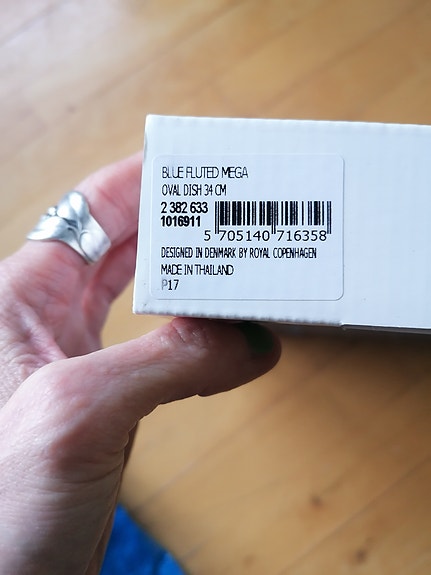 BLUE FLUTED MEGA
OVAL DISH 34 CM
2 382 633
1016911
5 705140 716358
DESIGNED IN DENMARK BY ROYAL COPENHAGEN
MADE IN THAILAND
P17